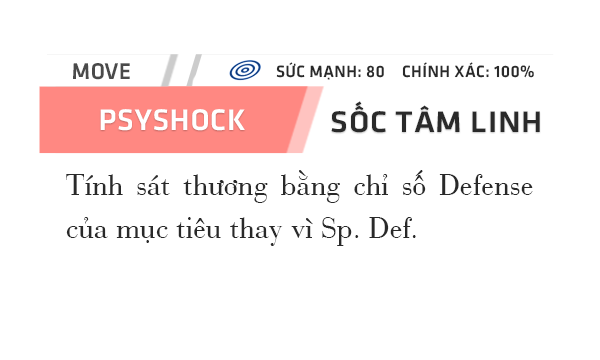 MOVE SỨC MẠNH: 80 CHÍNH XÁC: 100%
PSYSHOCK SỐC TÂM LINH
Tính sát thương bằng chỉ số Defense
của mục tiêu thay vì Sp. Def.